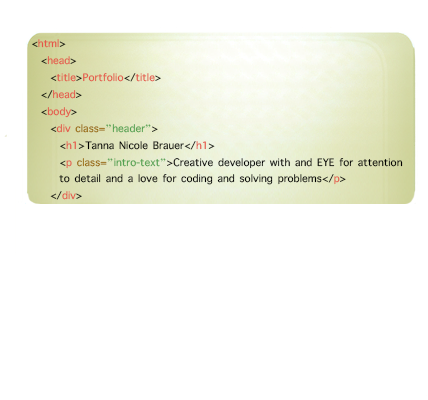 <html>
<head>
<title>Portfolio</title>
</head>
<body>
<div class="header">
<h1>Tanna Nicole Brauer</h1>
<p class="intro-text">Creative developer with and EYE for attention
to detail and a love for coding and solving problems</p>
</div>